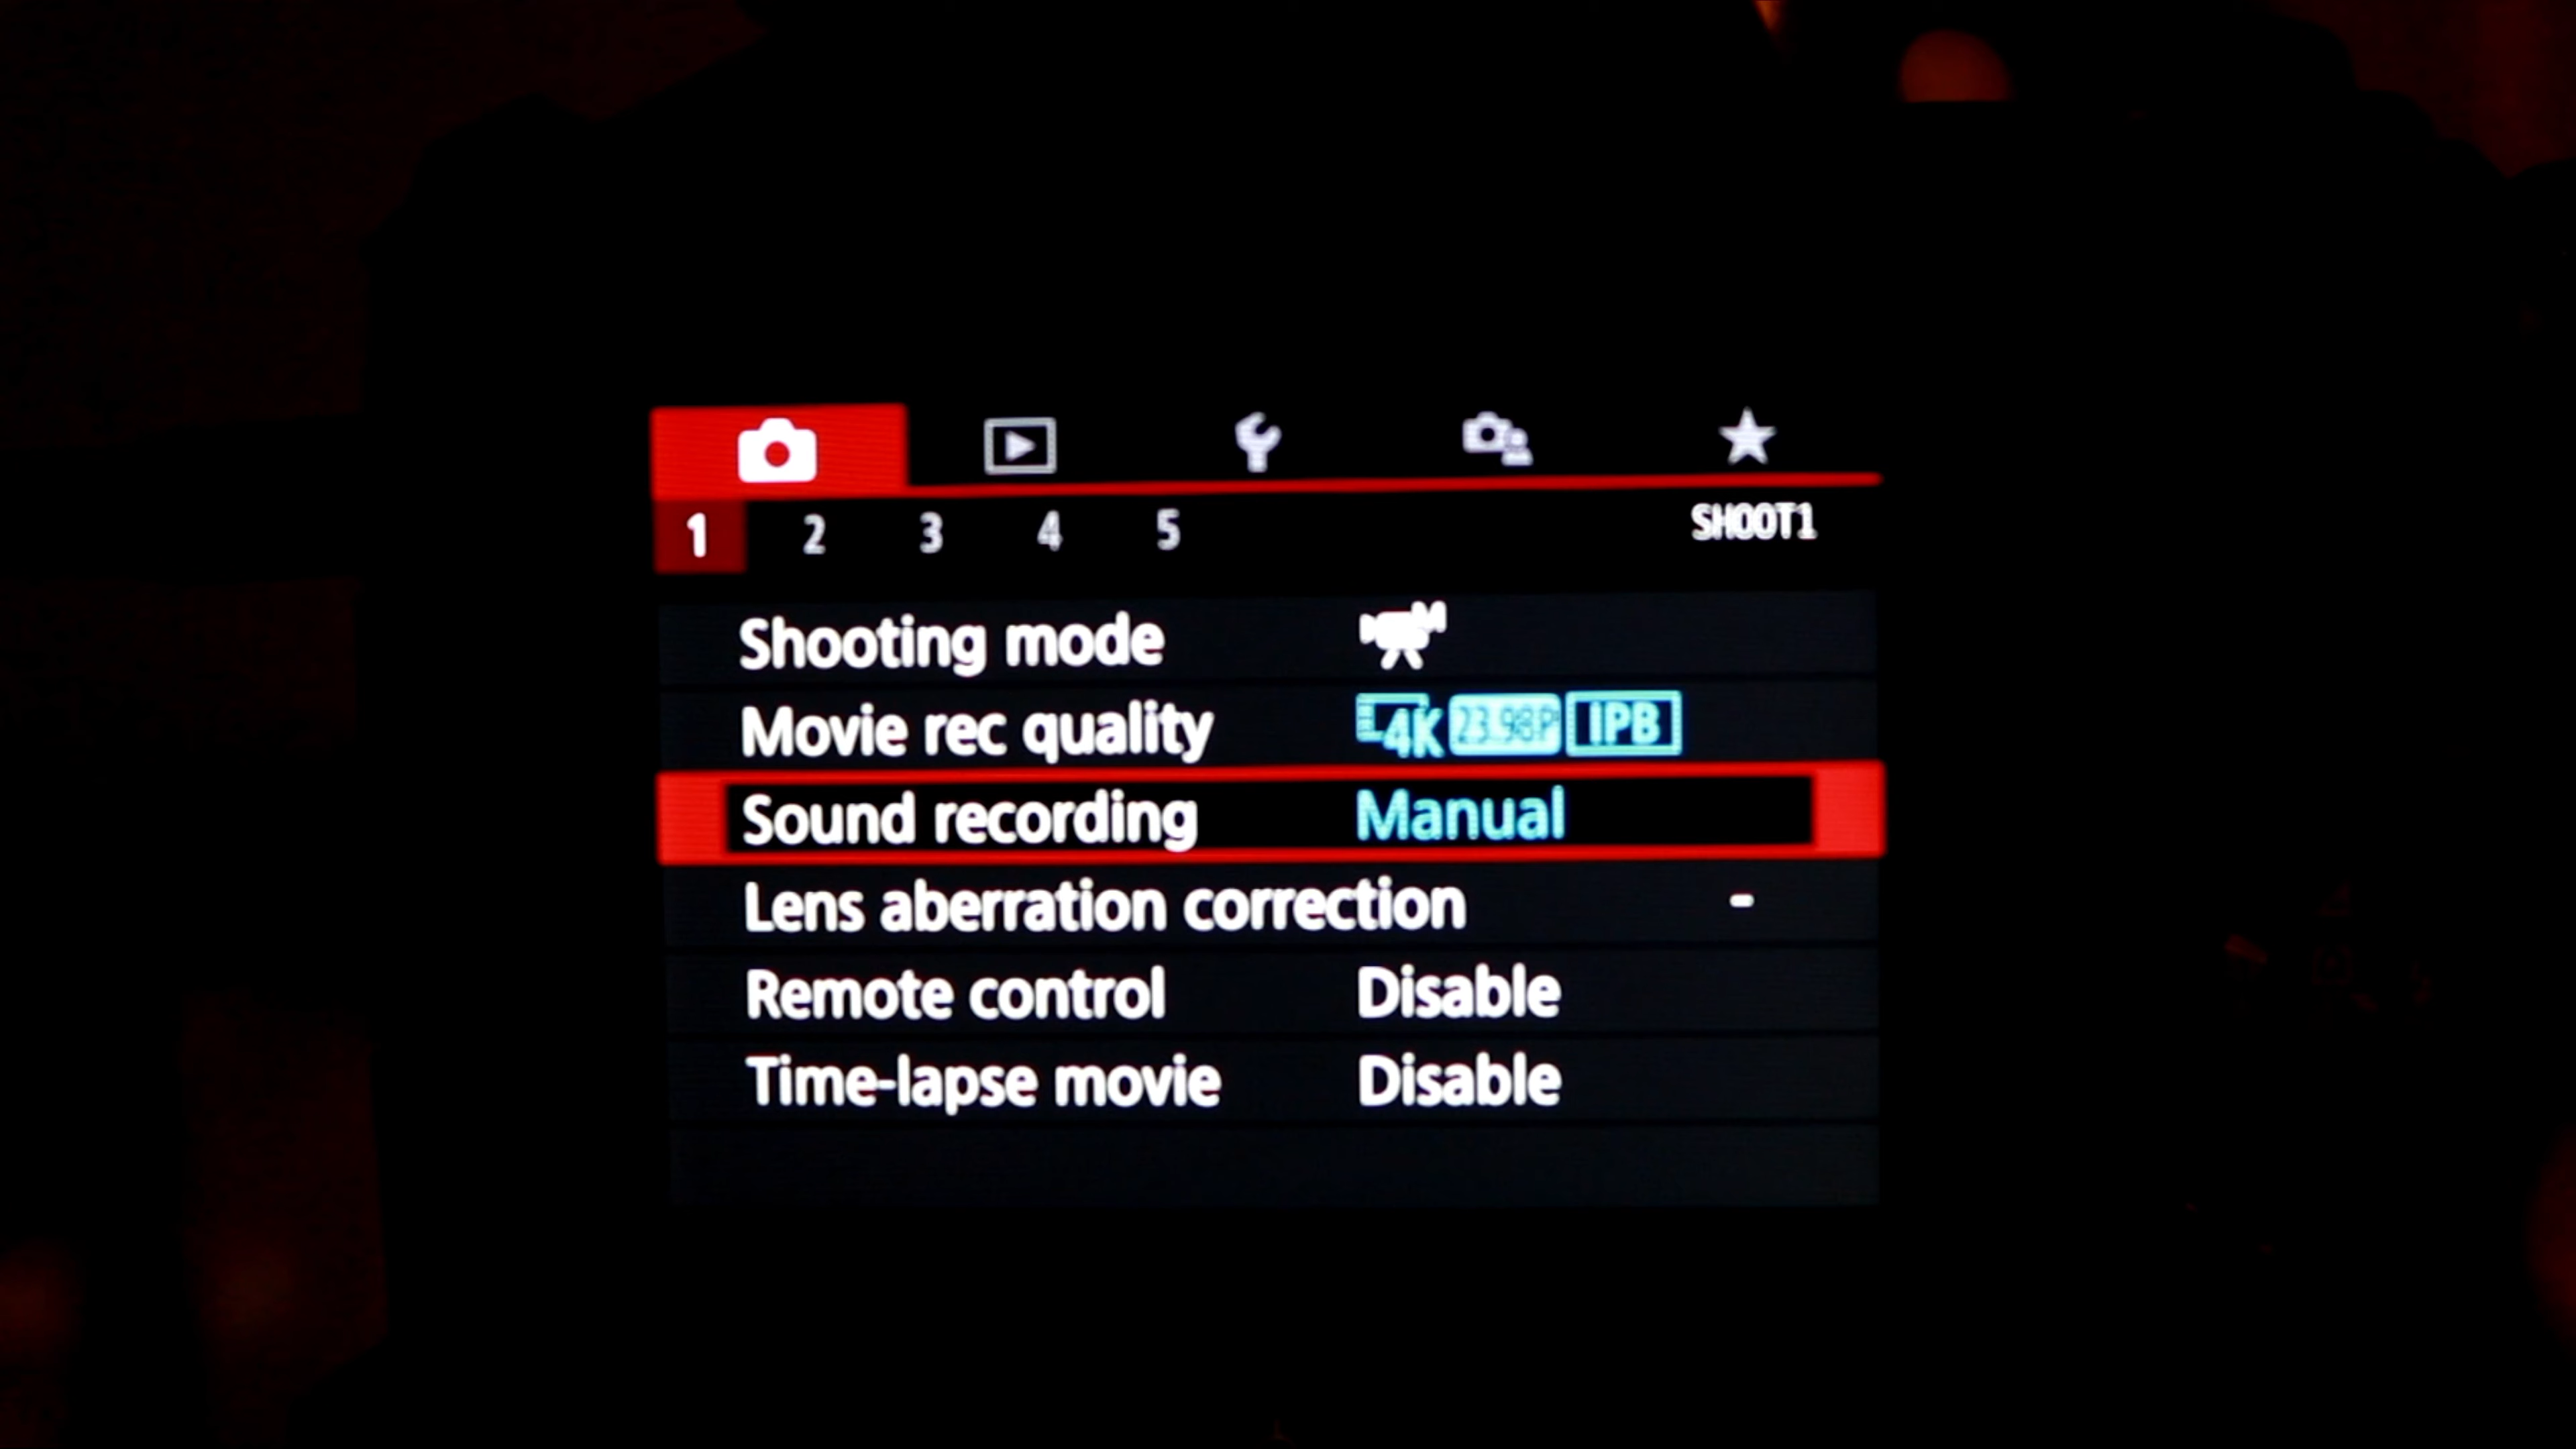 1 2 3 4 5 SHOOT1
Shooting mode M
Movie rec quality 4K 23.98P IPB
Sound recording Manual
Lens aberration correction -
Remote control Disable
Time-lapse movie Disable